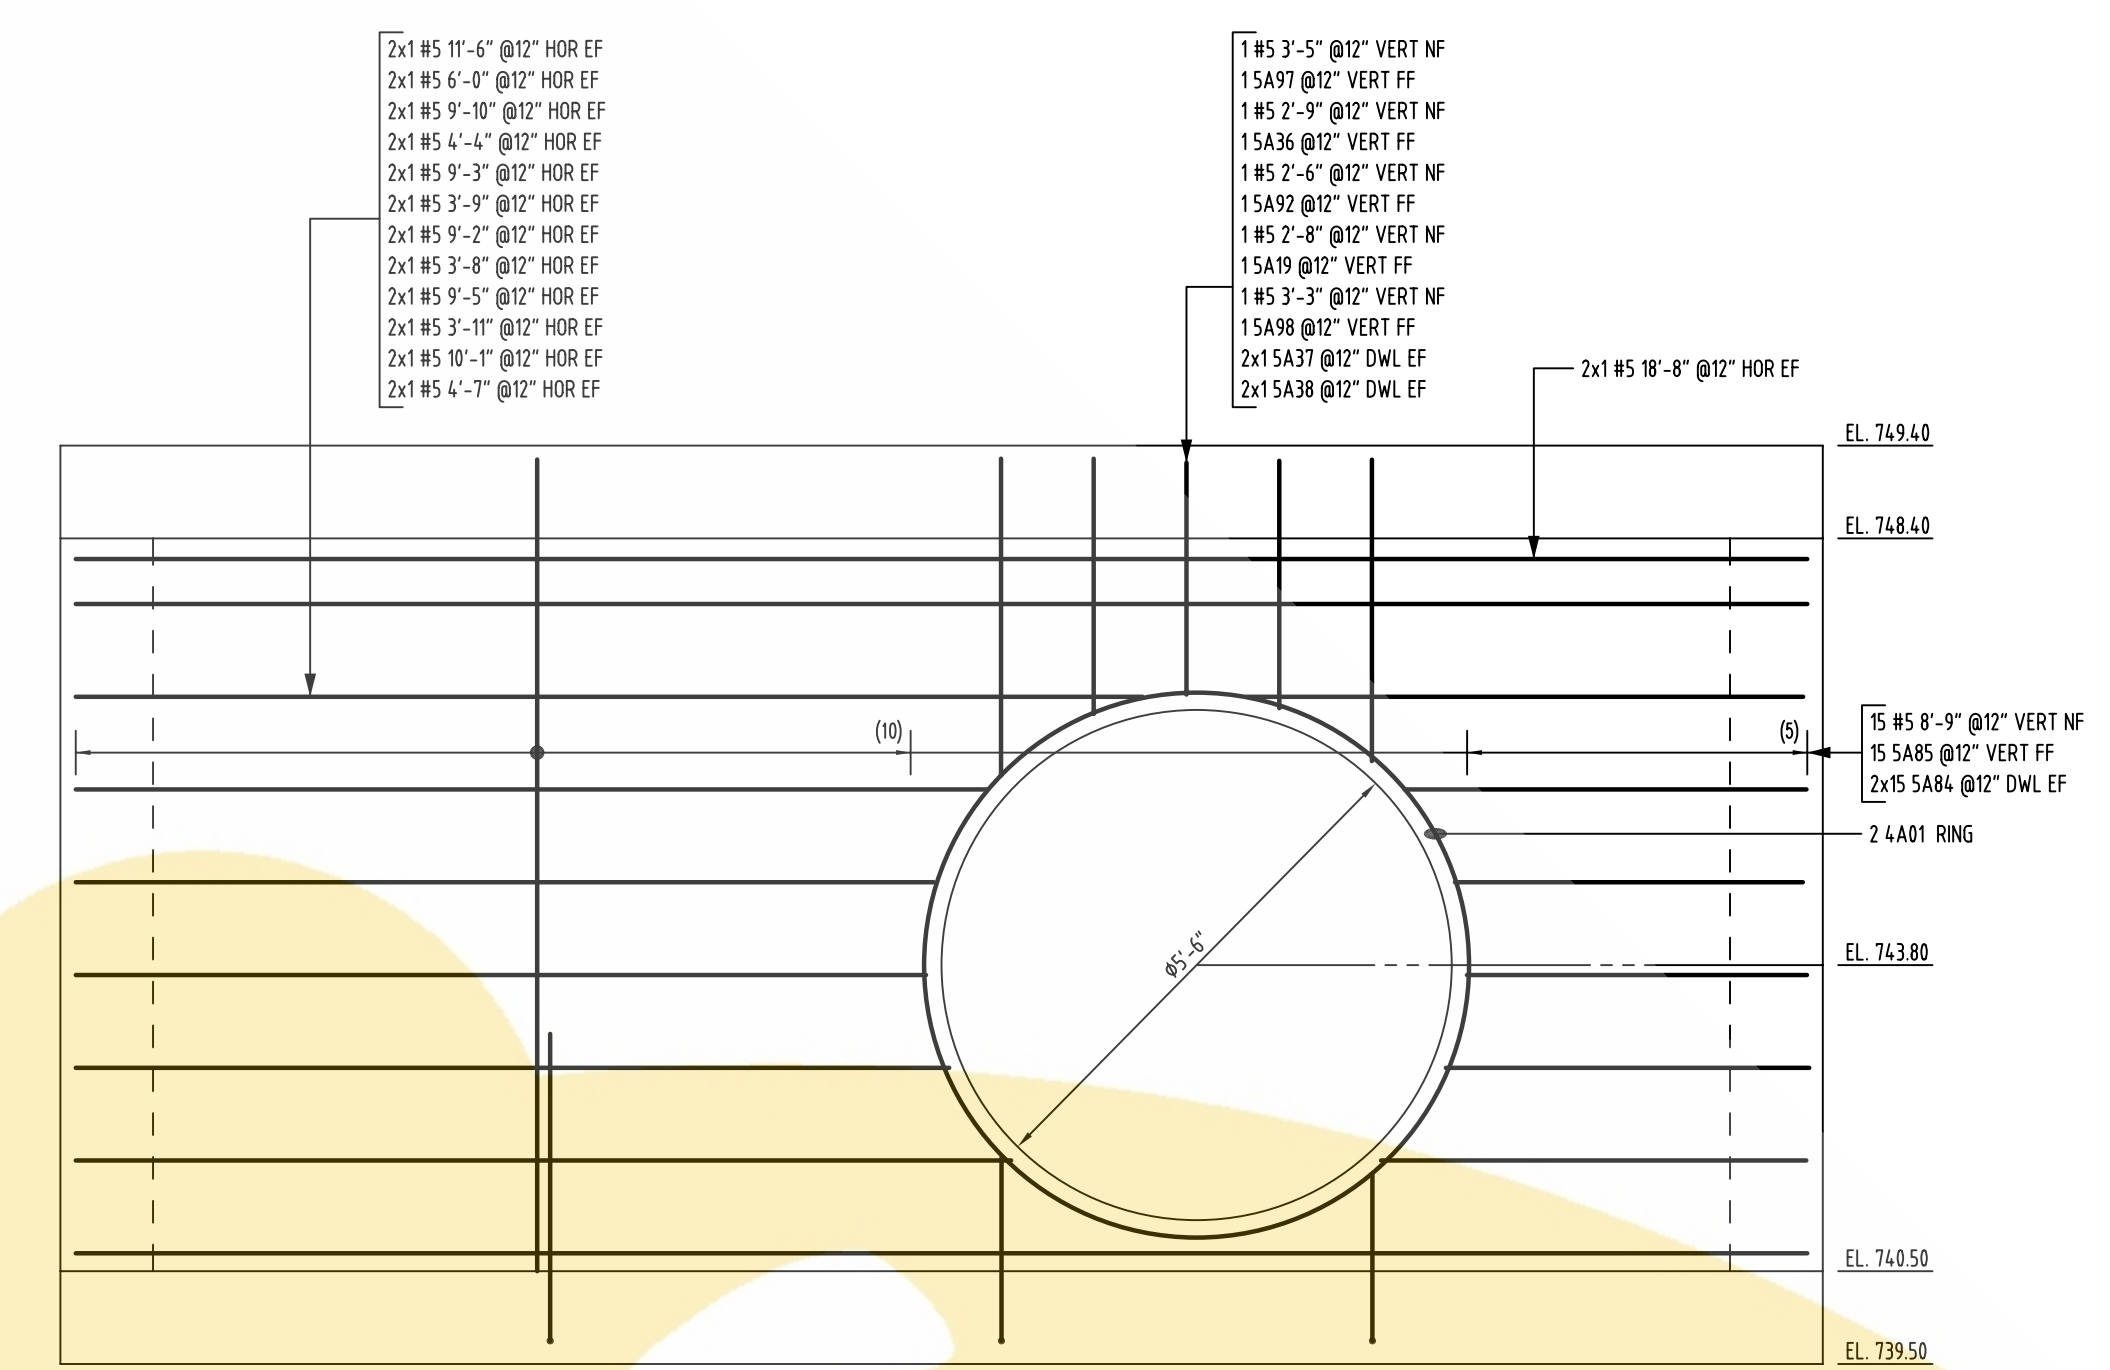 2x1 #5 11'-6" @12" HOR EF
2x1 #5 6'-0" @12" HOR EF
2x1 #5 9'-10" @12" HOR EF
2x1 #5 4'-4" @12" HOR EF
2x1 #5 9'-3" @12" HOR EF
2x1 #5 3'-9" @12" HOR EF
2x1 #5 9'-2" @12" HOR EF
2x1 #5 3'-8" @12" HOR EF
2x1 #5 9'-5" @12" HOR EF
2x1 #5 3'-11" @12" HOR EF
2x1 #5 10'-1" @12" HOR EF
2x1 #5 4'-7" @12" HOR EF
1 #5 3'-5" @12" VERT NF
1 5A97 @12" VERT FF
1 #5 2'-9" @12" VERT NF
1 5A36 @12" VERT FF
1 #5 2'-6" @12" VERT NF
1 5A92 @12" VERT FF
1 #5 2'-8" @12" VERT NF
1 5A19 @12" VERT FF
1 #5 3'-3" @12" VERT NF
1 5A98 @12" VERT FF
2x1 5A37 @12" DWL EF
2x1 5A38 @12" DWL EF
2x1 #5 18'-8" @12" HOR EF
EL. 749.40
EL. 748.40
(10)
(5)
15 #5 8'-9" @12" VERT NF
15 5A85 @12" VERT FF
2x15 5A84 @12" DWL EF
2 4A01 RING
ø5'-6"
EL. 743.80
EL. 740.50
EL. 739.50